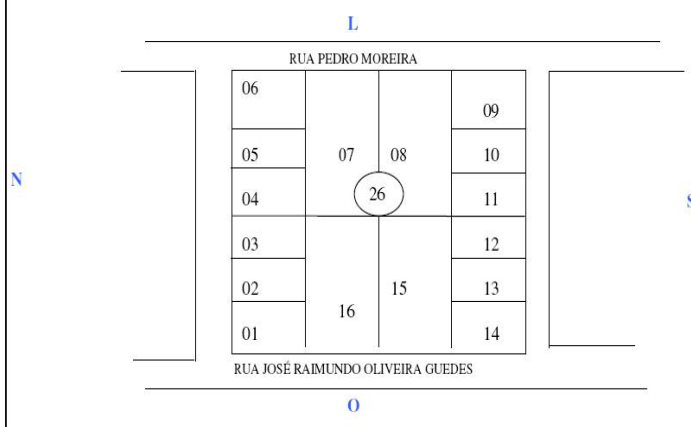 L
RUA PEDRO MOREIRA
06
09
05 07 08 10
N
04 26 11
S
03 12
02 15 13
16
01 14
RUA JOSÉ RAIMUNDO OLIVEIRA GUEDES
O